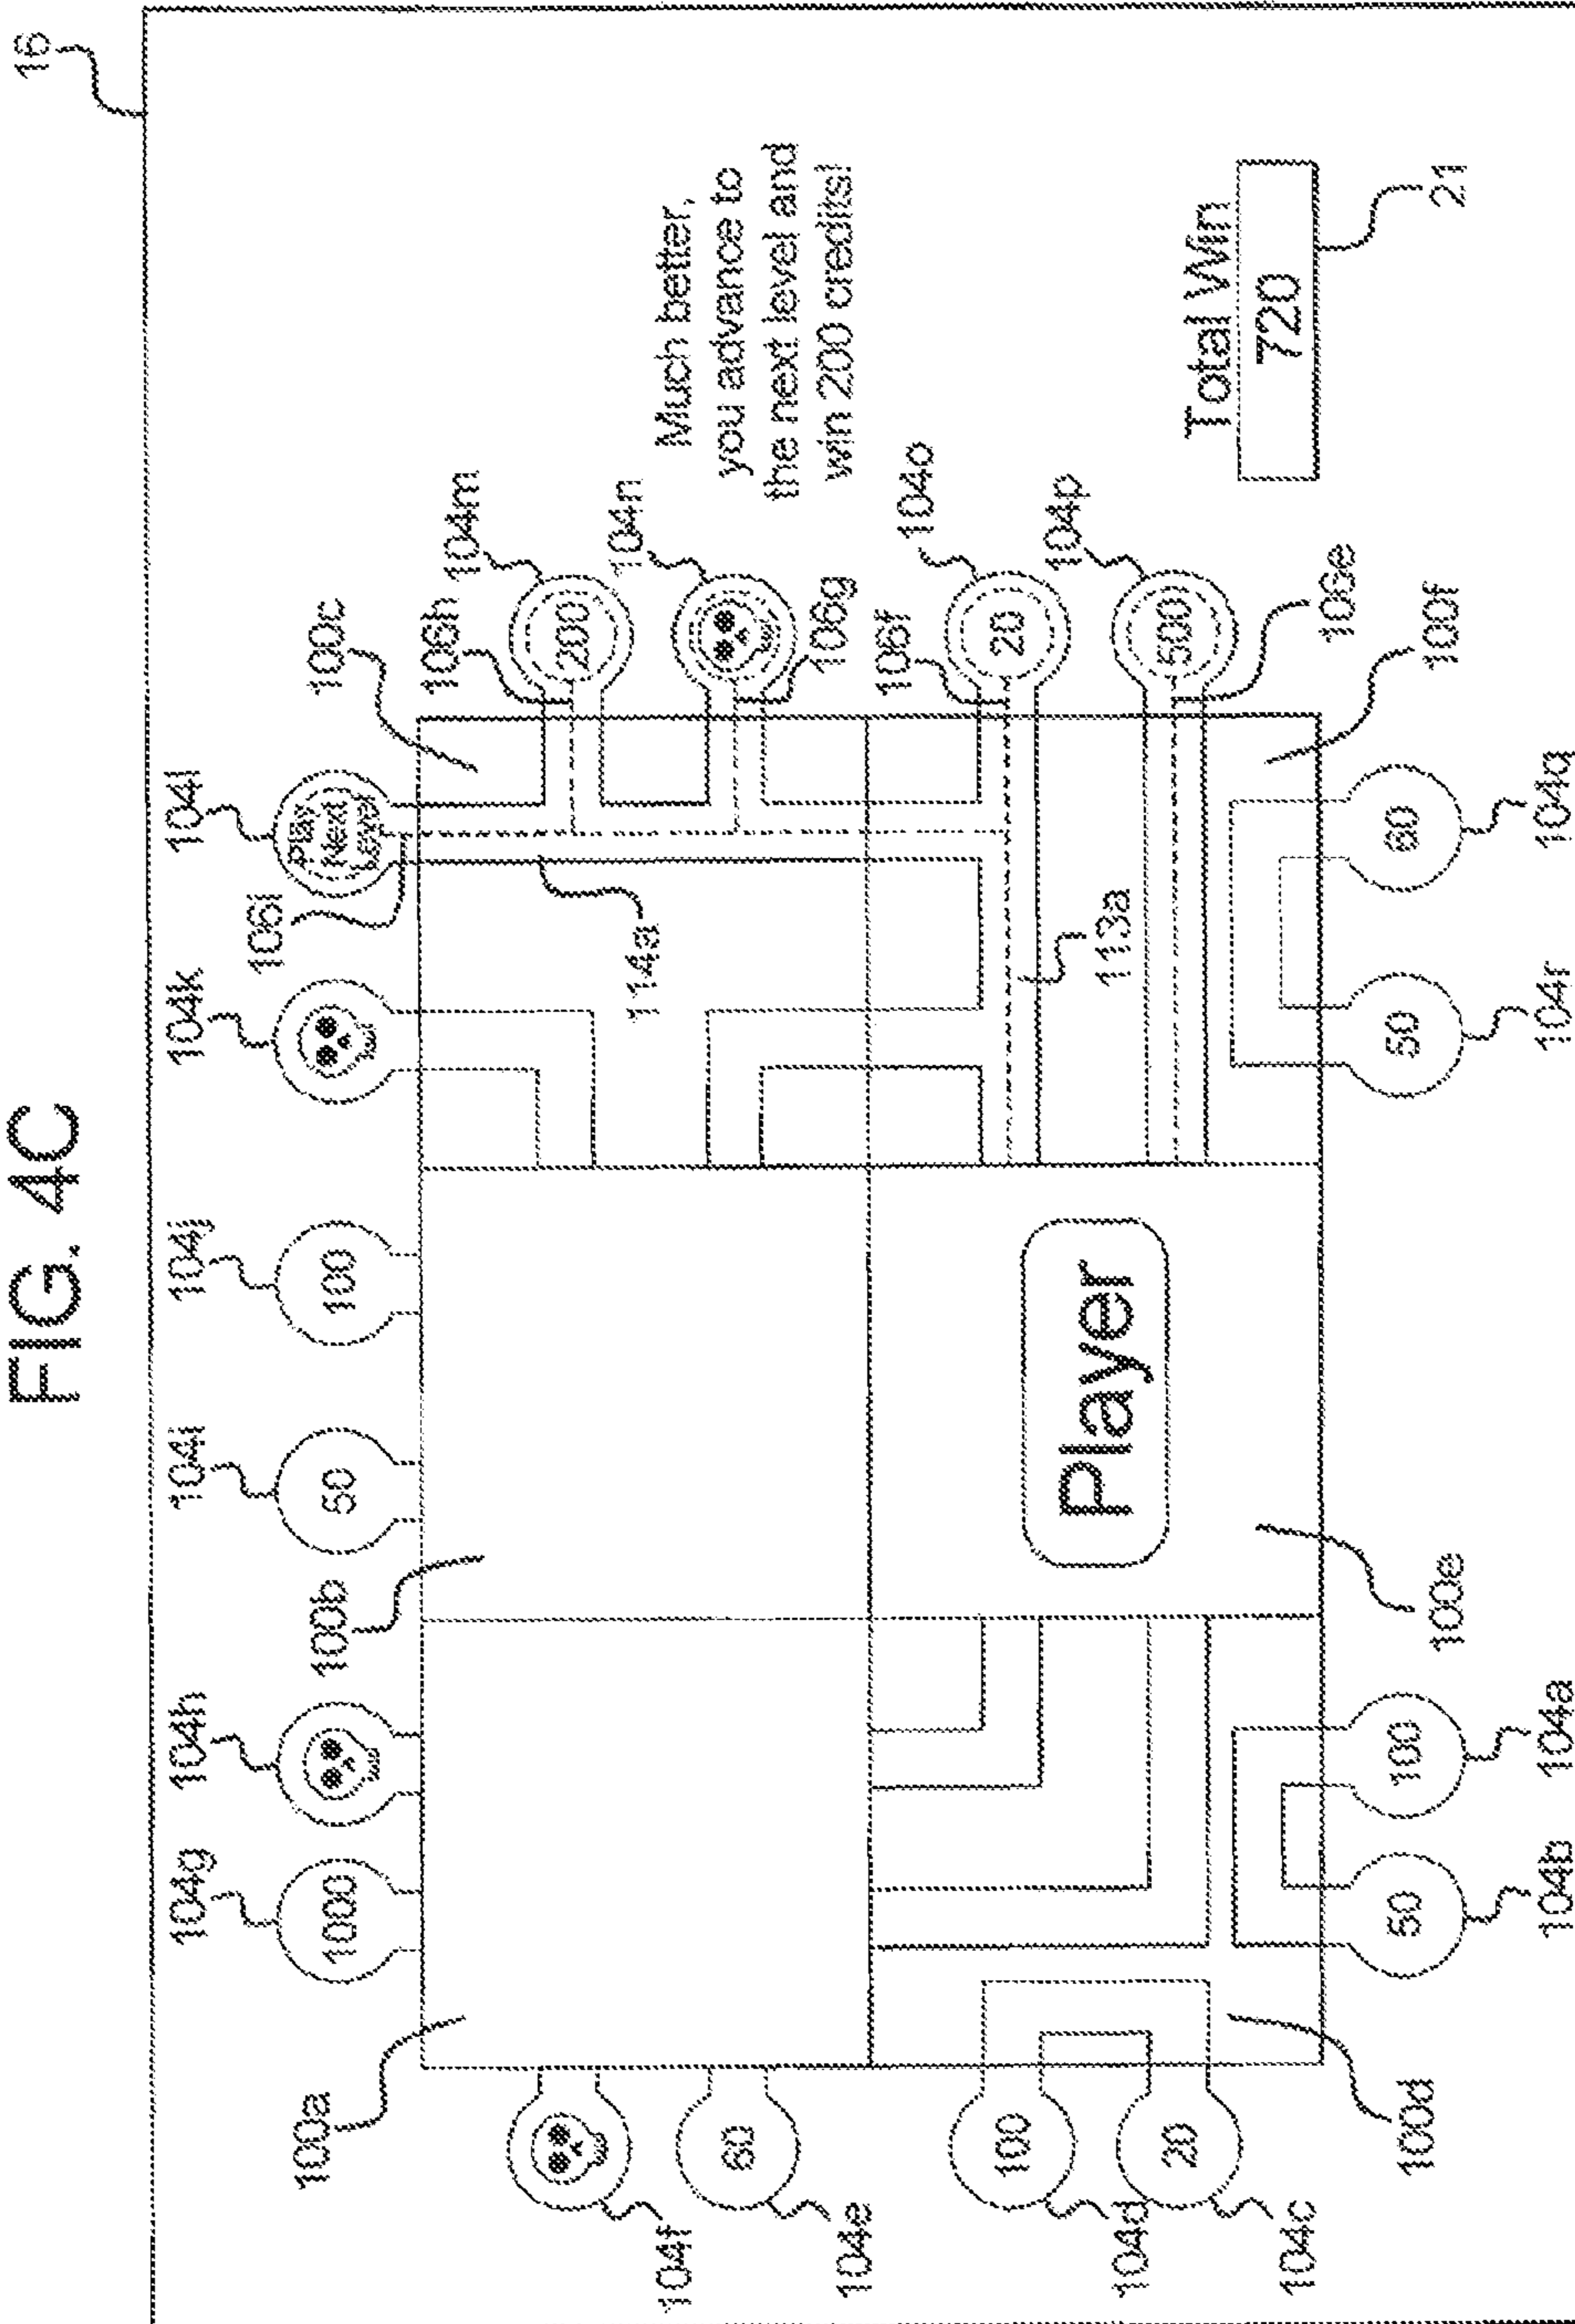 FIG. 4C
16
104g
104h
104i
104j
104k
104l
1000
50
100
Play
Next
Level
106i
100a
100b
100c
106h
104m
114a
104f
200
104n
106g
Much better,
you advance to
the next level and
win 200 credits!
60
104e
106f
104o
100
20
113a
104d
Player
104p
20
500
104c
106e
Total Win
720
100d
100e
100f
21
50
100
50
60
104b
104a
104r
104q